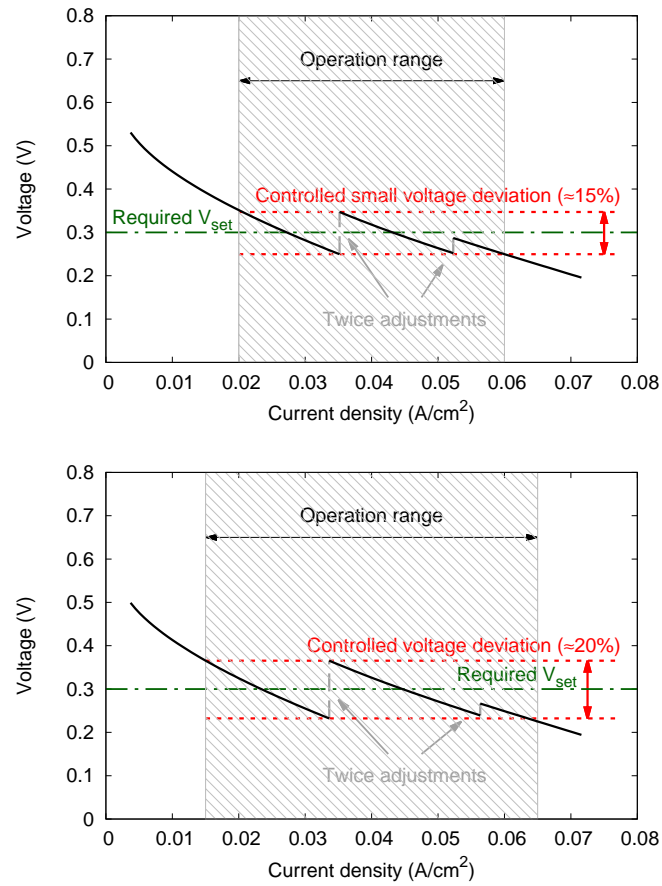 0.8
0.7
0.6
0.5
0.4
0.3
0.2
0.1
0
Voltage (V)
Operation range
Controlled small voltage deviation (≈15%)
Required V_set
Twice adjustments
0 0.01 0.02 0.03 0.04 0.05 0.06 0.07 0.08
Current density (A/cm²)
0.8
0.7
0.6
0.5
0.4
0.3
0.2
0.1
0
Voltage (V)
Operation range
Controlled voltage deviation (≈20%)
Required V_set
Twice adjustments
0 0.01 0.02 0.03 0.04 0.05 0.06 0.07 0.08
Current density (A/cm²)